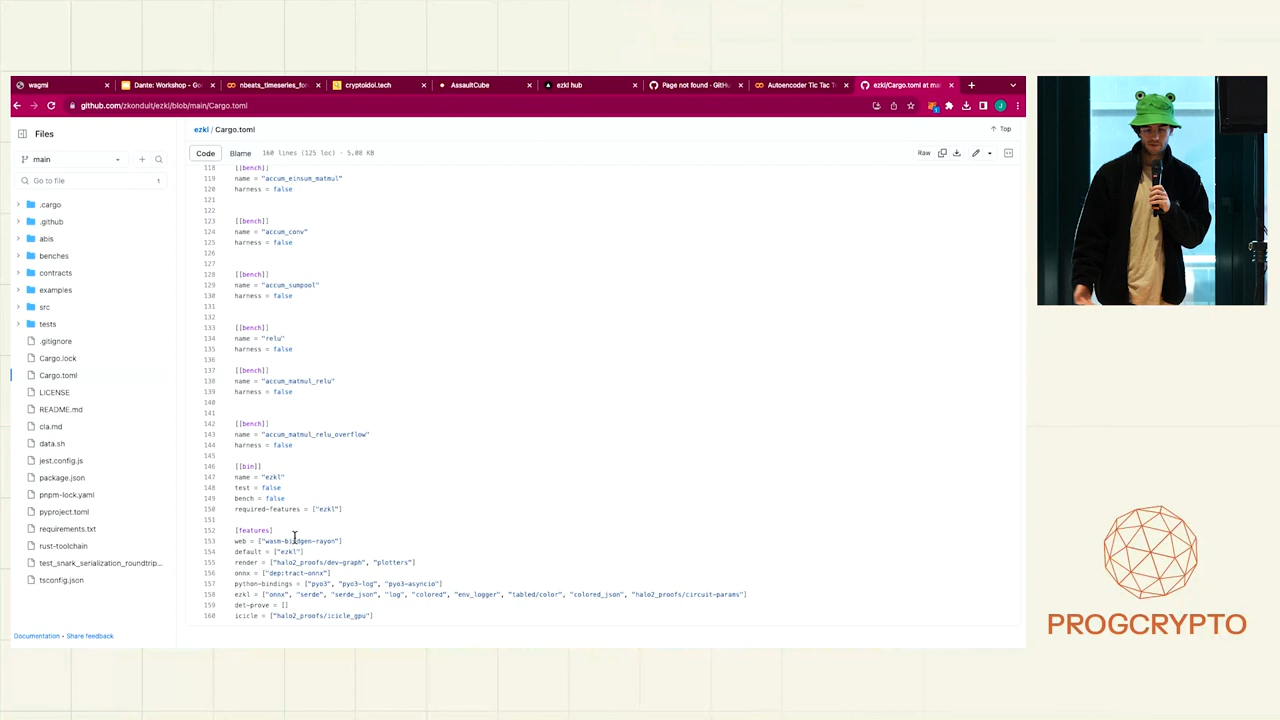 wagmi
Dante: Workshop - Go
nbeats_timeseries_for
cryptoidol.tech
AssaultCube
ezkl hub
Page not found · GitH
Autoencoder Tic Tac T
ezkl/Cargo.toml at ma
github.com/zkonduit/ezkl/blob/main/Cargo.toml
Files
main
Go to file
t
.cargo
.github
abis
benches
contracts
examples
src
tests
.gitignore
Cargo.lock
Cargo.toml
LICENSE
README.md
cla.md
data.sh
jest.config.js
package.json
pnpm-lock.yaml
pyproject.toml
requirements.txt
rust-toolchain
test_snark_serialization_roundtrip...
tsconfig.json
Documentation • Share feedback
ezkl / Cargo.toml
Top
Code Blame 160 lines (125 loc) · 5.08 KB
Raw
118 [[bench]]
119 name = "accum_einsum_matmul"
120 harness = false
121
122
123 [[bench]]
124 name = "accum_conv"
125 harness = false
126
127
128 [[bench]]
129 name = "accum_sumpool"
130 harness = false
131
132
133 [[bench]]
134 name = "relu"
135 harness = false
136
137 [[bench]]
138 name = "accum_matmul_relu"
139 harness = false
140
141
142 [[bench]]
143 name = "accum_matmul_relu_overflow"
144 harness = false
145
146 [[bin]]
147 name = "ezkl"
148 test = false
149 bench = false
150 required-features = ["ezkl"]
151
152 [features]
153 web = ["wasm-bindgen-rayon"]
154 default = ["ezkl"]
155 render = ["halo2_proofs/dev-graph", "plotters"]
156 onnx = ["dep:tract-onnx"]
157 python-bindings = ["pyo3", "pyo3-log", "pyo3-asyncio"]
158 ezkl = ["onnx", "serde", "serde_json", "log", "colored", "env_logger", "tabled/color", "colored_json", "halo2_proofs/circuit-params"]
159 det-prove = []
160 icicle = ["halo2_proofs/icicle_gpu"]
PROGCRYPTO